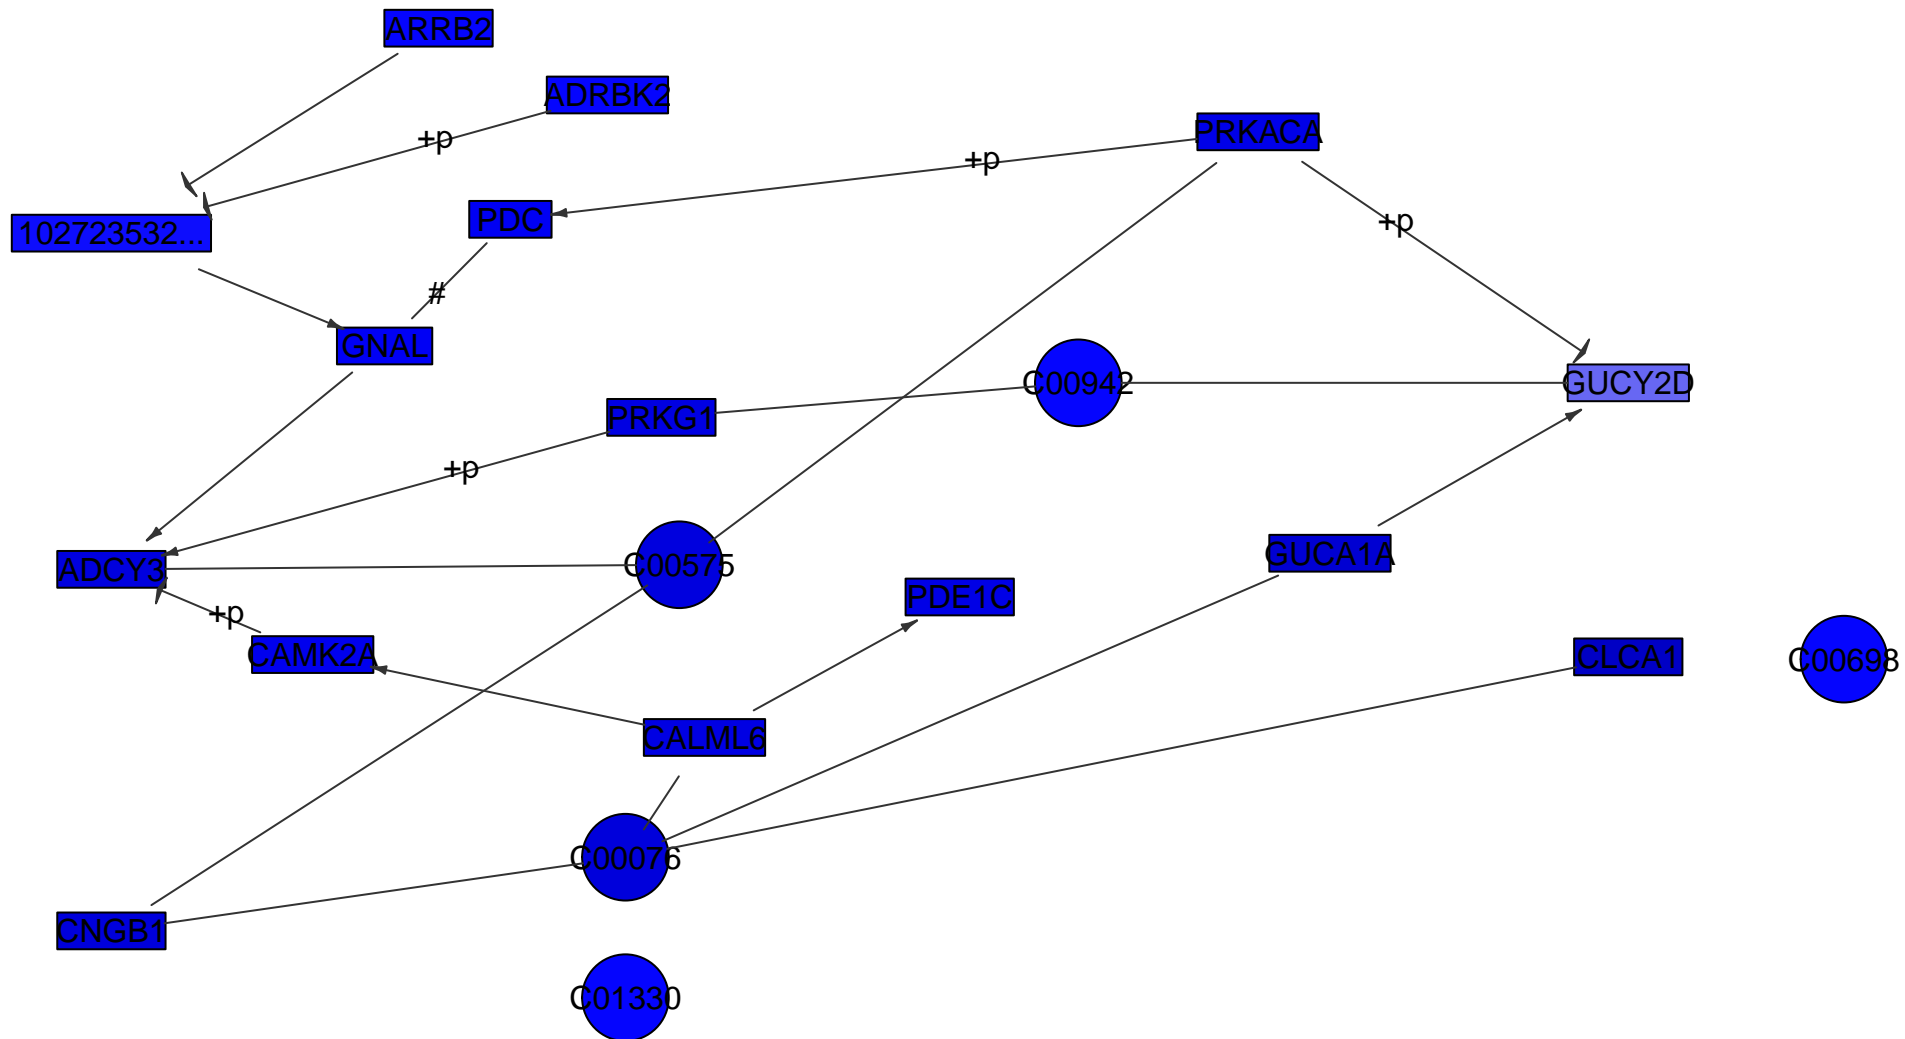 ARRB2
ADRBK2
PRKACA
+p
+p
102723532...
PDC
+p
#
GNAL
C00942
GUCY2D
PRKG1
+p
ADCY3
C00575
GUCA1A
PDE1C
+p
CAMK2A
CLCA1
C00698
CALML6
C00076
CNGB1
C01330